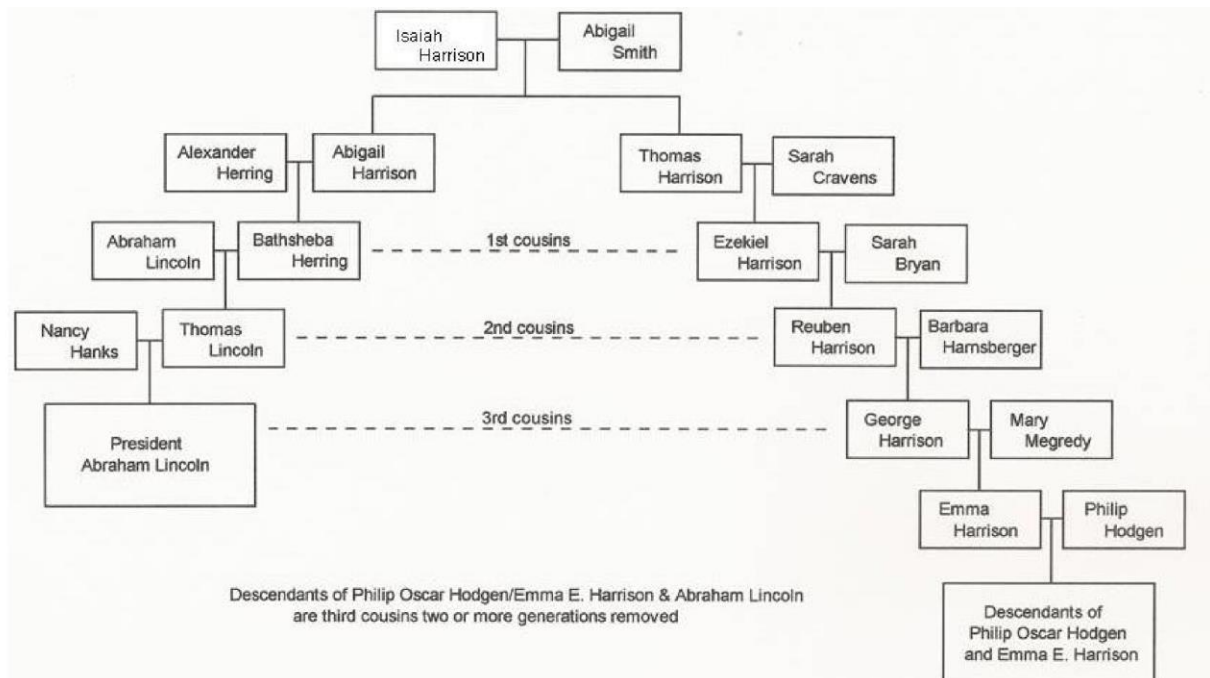 Isaiah
Harrison
Abigail
Smith
Alexander
Herring
Abigail
Harrison
Thomas
Harrison
Sarah
Cravens
Abraham
Lincoln
Bathsheba
Herring
1st cousins
Ezekiel
Harrison
Sarah
Bryan
Nancy
Hanks
Thomas
Lincoln
2nd cousins
Reuben
Harrison
Barbara
Harnsberger
President
Abraham Lincoln
3rd cousins
George
Harrison
Mary
Megredy
Emma
Harrison
Philip
Hodgen
Descendants of Philip Oscar Hodgen/Emma E. Harrison & Abraham Lincoln
are third cousins two or more generations removed
Descendants of
Philip Oscar Hodgen
and Emma E. Harrison